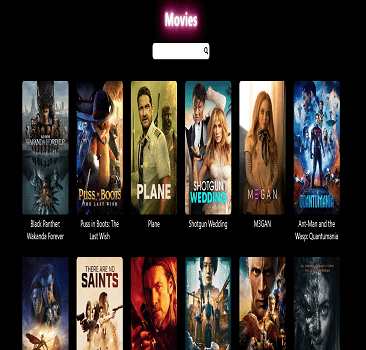 Movies
WAKANDA FOREVER
PUSS IN BOOTS
THE LAST WISH
PLANE
SHOTGUN
WEDDING
M3GAN
QUANTUMANIA
Black Panther:
Wakanda Forever
Puss in Boots: The
Last Wish
Plane
Shotgun Wedding
M3GAN
Ant-Man and the
Wasp: Quantumania
THERE ARE NO
SAINTS